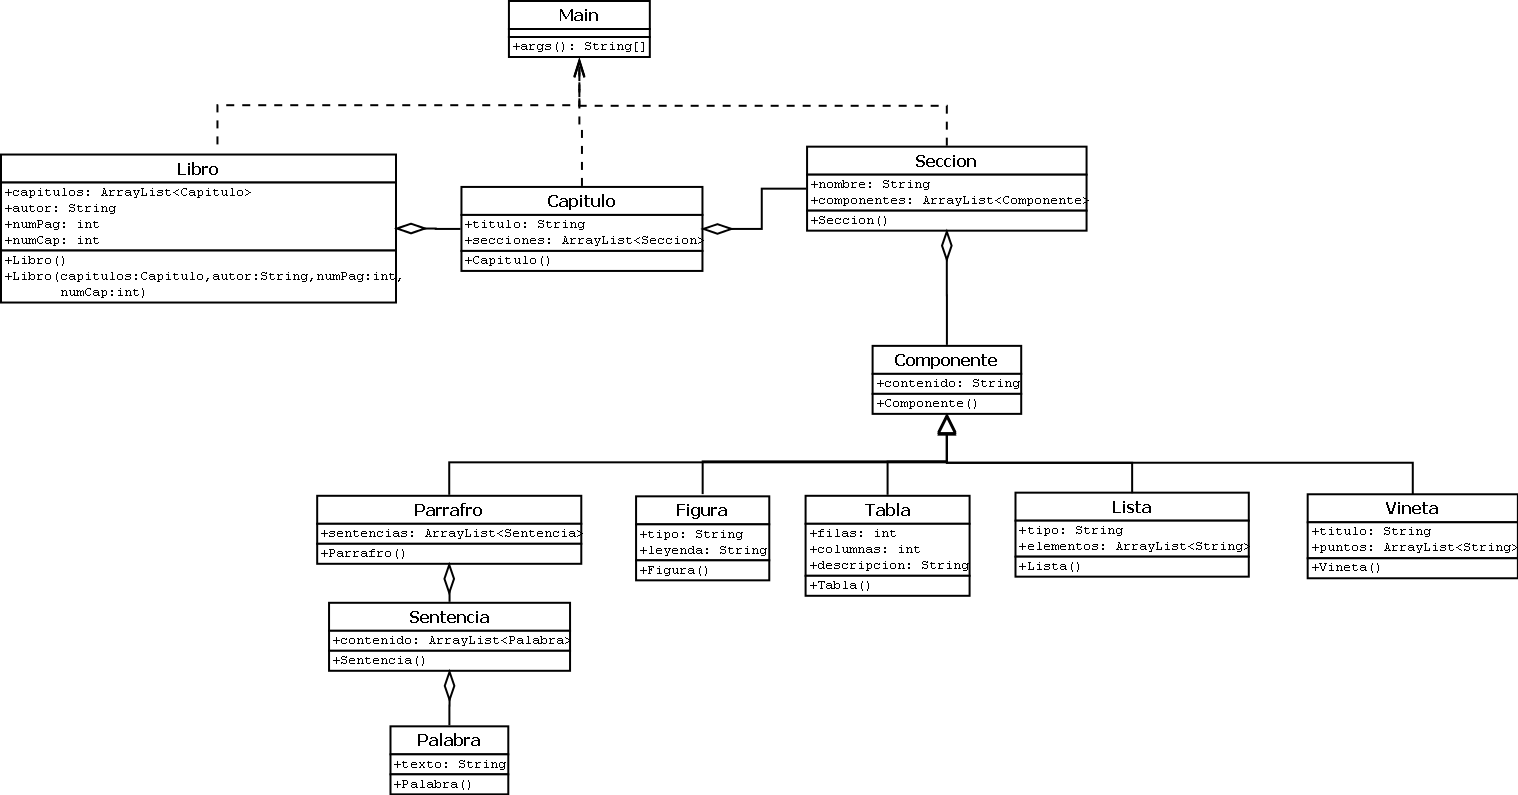 Main
+args(): String[]
Libro
+capitulos: ArrayList<Capitulo>
+autor: String
+numPag: int
+numCap: int
+Libro()
+Libro(capitulos:Capitulo,autor:String,numPag:int,
numCap:int)
Capitulo
+titulo: String
+secciones: ArrayList<Seccion>
+Capitulo()
Seccion
+nombre: String
+componentes: ArrayList<Componente>
+Seccion()
Componente
+contenido: String
+Componente()
Parrafro
+sentencias: ArrayList<Sentencia>
+Parrafro()
Figura
+tipo: String
+leyenda: String
+Figura()
Tabla
+filas: int
+columnas: int
+descripcion: String
+Tabla()
Lista
+tipo: String
+elementos: ArrayList<String>
+Lista()
Vineta
+titulo: String
+puntos: ArrayList<String>
+Vineta()
Sentencia
+contenido: ArrayList<Palabra>
+Sentencia()
Palabra
+texto: String
+Palabra()